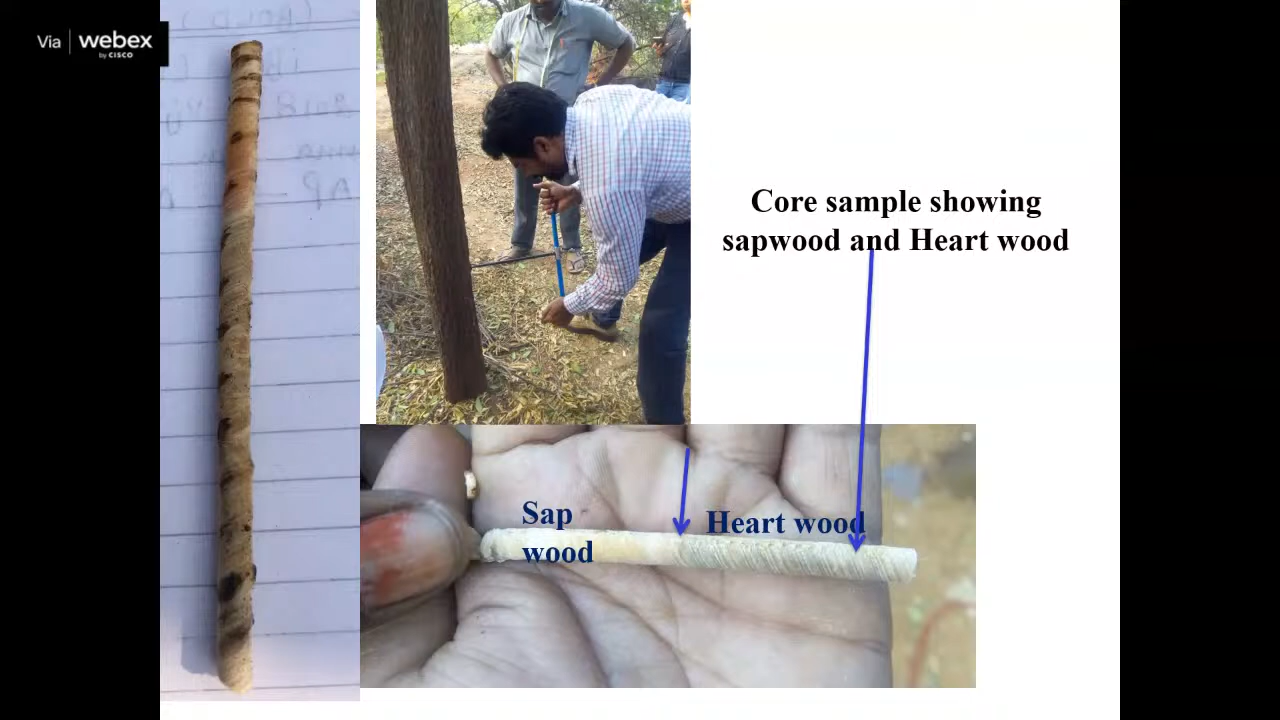 Via webex
by CISCO
Core sample showing
sapwood and Heart wood
Sap
wood
Heart wood